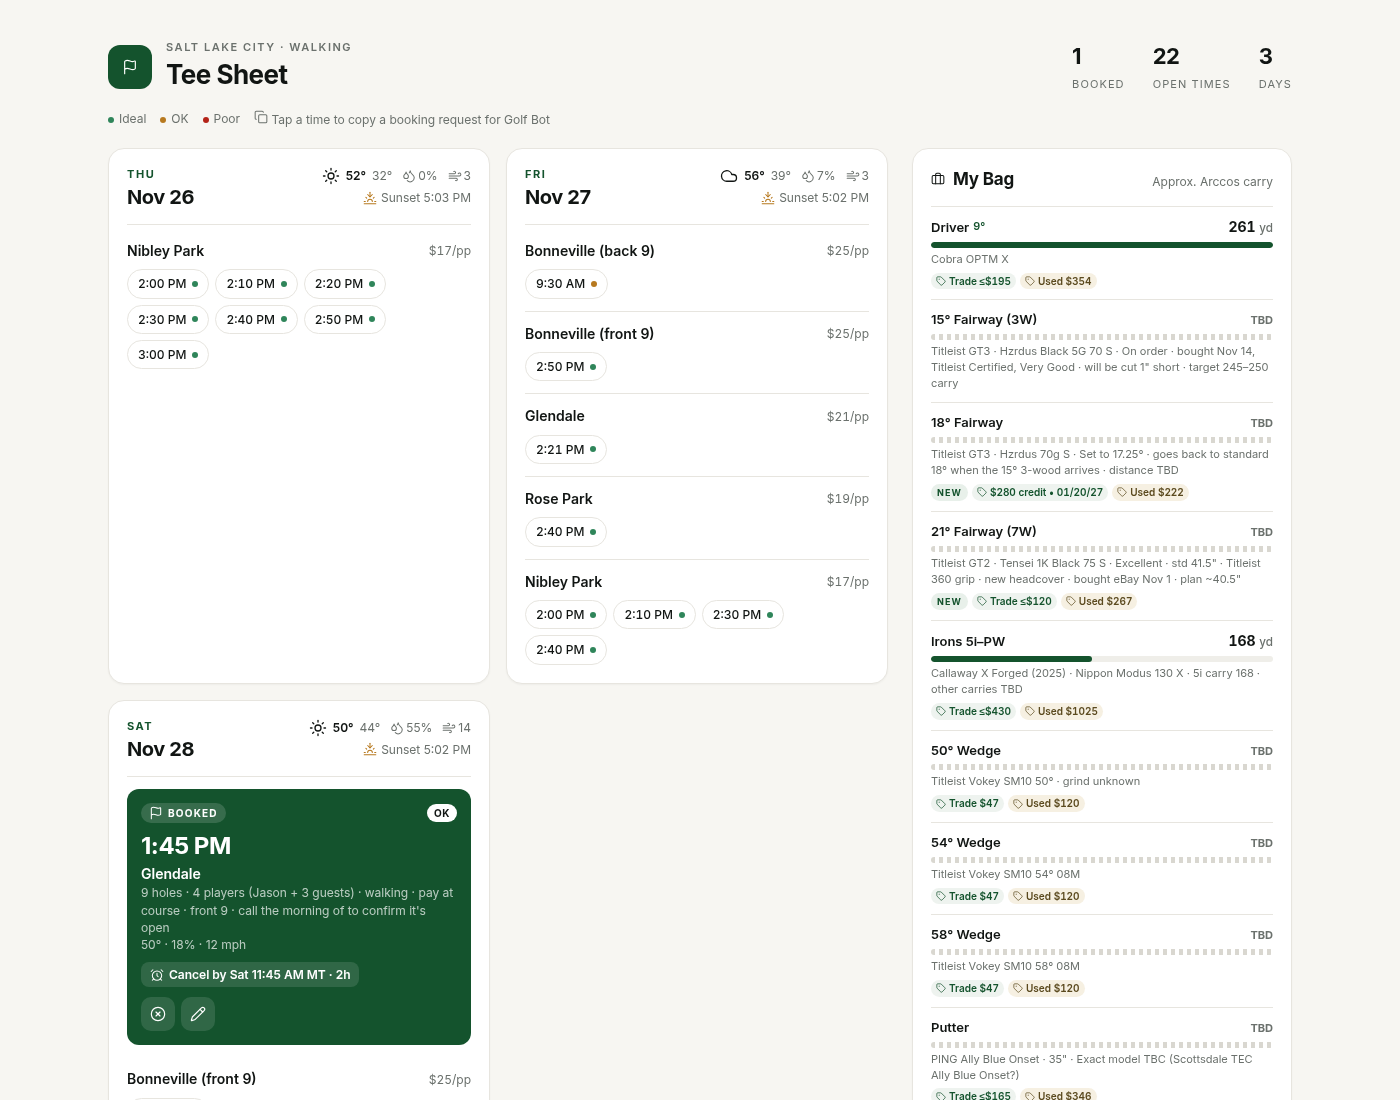 SALT LAKE CITY · WALKING
Tee Sheet
1
BOOKED
22
OPEN TIMES
3
DAYS
Ideal
OK
Poor
Tap a time to copy a booking request for Golf Bot
THU
Nov 26
52° 32° 0% 3
Sunset 5:03 PM
Nibley Park
$17/pp
2:00 PM
2:10 PM
2:20 PM
2:30 PM
2:40 PM
2:50 PM
3:00 PM
FRI
Nov 27
56° 39° 7% 3
Sunset 5:02 PM
Bonneville (back 9)
$25/pp
9:30 AM
Bonneville (front 9)
$25/pp
2:50 PM
Glendale
$21/pp
2:21 PM
Rose Park
$19/pp
2:40 PM
Nibley Park
$17/pp
2:00 PM
2:10 PM
2:30 PM
2:40 PM
SAT
Nov 28
50° 44° 55% 14
Sunset 5:02 PM
BOOKED
OK
1:45 PM
Glendale
9 holes · 4 players (Jason + 3 guests) · walking · pay at
course · front 9 · call the morning of to confirm it's
open
50° · 18% · 12 mph
Cancel by Sat 11:45 AM MT · 2h
Bonneville (front 9)
$25/pp
My Bag
Approx. Arccos carry
Driver 9°
261 yd
Cobra OPTM X
Trade ≤$195
Used $354
15° Fairway (3W)
TBD
Titleist GT3 · Hzrdus Black 5G 70 S · On order · bought Nov 14,
Titleist Certified, Very Good · will be cut 1" short · target 245–250
carry
18° Fairway
TBD
Titleist GT3 · Hzrdus 70g S · Set to 17.25° · goes back to standard
18° when the 15° 3-wood arrives · distance TBD
NEW
$280 credit • 01/20/27
Used $222
21° Fairway (7W)
TBD
Titleist GT2 · Tensei 1K Black 75 S · Excellent · std 41.5" · Titleist
360 grip · new headcover · bought eBay Nov 1 · plan ~40.5"
NEW
Trade ≤$120
Used $267
Irons 5i–PW
168 yd
Callaway X Forged (2025) · Nippon Modus 130 X · 5i carry 168 ·
other carries TBD
Trade ≤$430
Used $1025
50° Wedge
TBD
Titleist Vokey SM10 50° · grind unknown
Trade $47
Used $120
54° Wedge
TBD
Titleist Vokey SM10 54° 08M
Trade $47
Used $120
58° Wedge
TBD
Titleist Vokey SM10 58° 08M
Trade $47
Used $120
Putter
TBD
PING Ally Blue Onset · 35" · Exact model TBC (Scottsdale TEC
Ally Blue Onset?)
Trade ≤$165
Used $346